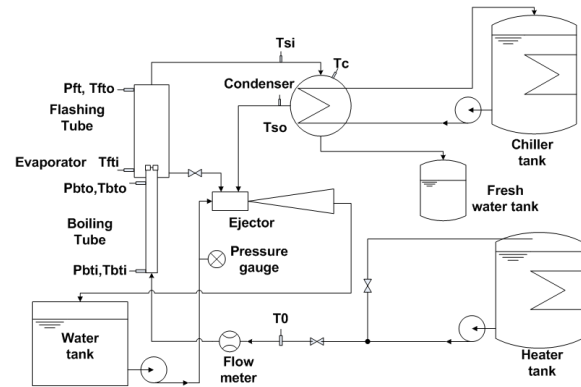 Tsi
Tc
Pft, Tfto
Flashing
Tube
Condenser
Tso
Chiller
tank
Evaporator Tfti
Pbto,Tbto
Fresh
water tank
Ejector
Boiling
Tube
Pressure
gauge
Pbti,Tbti
T0
Water
tank
Flow
meter
Heater
tank